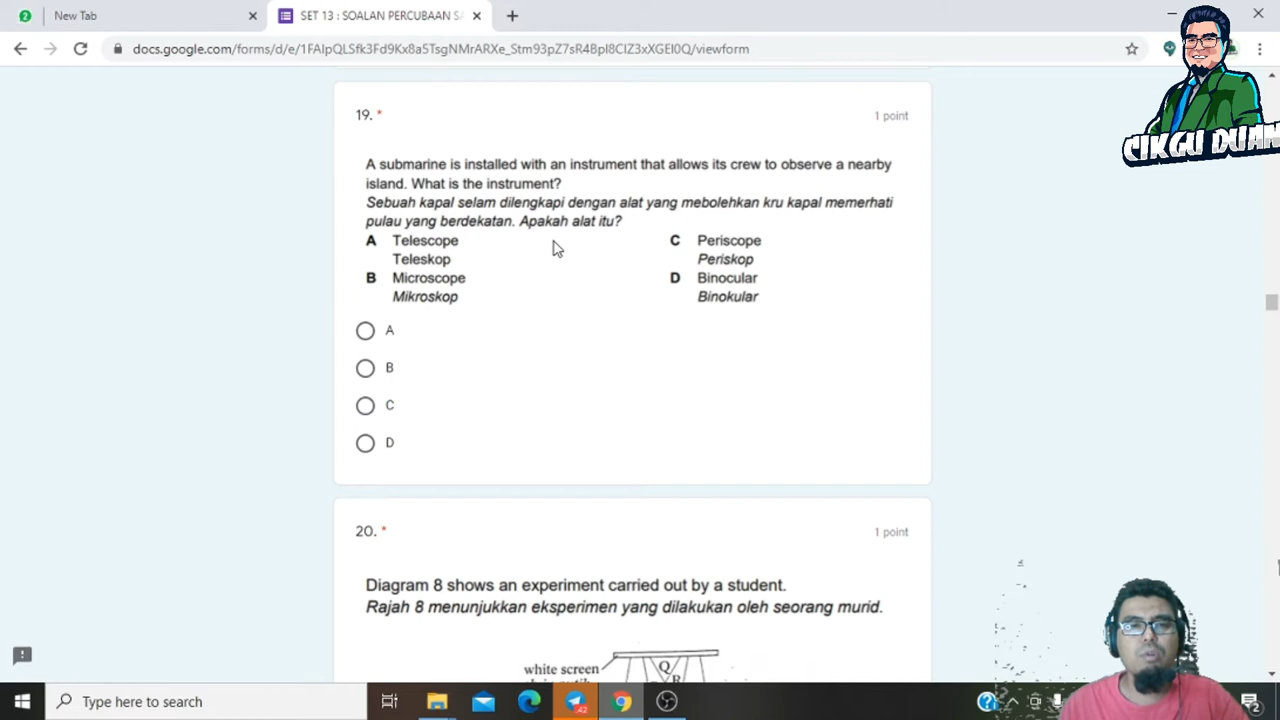 New Tab
SET 13 : SOALAN PERCUBAAN S
docs.google.com/forms/d/e/1FAIpQLSfk3Fd9Kx8a5TsgNMrARXe_Stm93pZ7sR4BpI8CIZ3xXGEI0Q/viewform
CIKGU DUAN
19. *
1 point
A submarine is installed with an instrument that allows its crew to observe a nearby
island. What is the instrument?
Sebuah kapal selam dilengkapi dengan alat yang mebolehkan kru kapal memerhati
pulau yang berdekatan. Apakah alat itu?
A Telescope
Teleskop
B Microscope
Mikroskop
C Periscope
Periskop
D Binocular
Binokular
A
B
C
D
20. *
1 point
Diagram 8 shows an experiment carried out by a student.
Rajah 8 menunjukkan eksperimen yang dilakukan oleh seorang murid.
white screen
Q
R
Type here to search
42
2